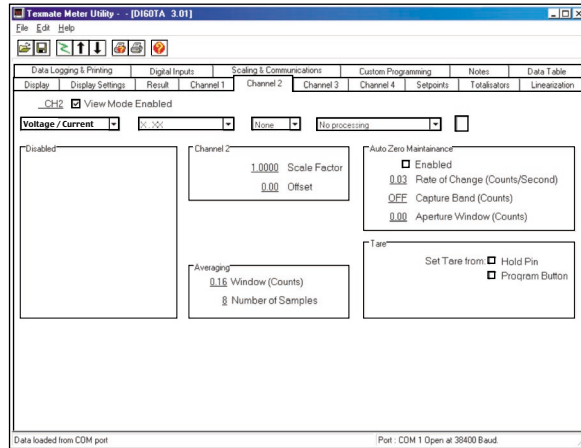 Texmate Meter Utility - - [DI60TA 3.01]
File Edit Help
Data Logging & Printing Digital Inputs Scaling & Communications Custom Programming Notes Data Table
Display Display Settings Result Channel 1 Channel 2 Channel 3 Channel 4 Setpoints Totalisators Linearization
CH2 View Mode Enabled
Voltage / Current X.XX None No processing
Disabled Channel 2 Auto Zero Maintainance
1.0000 Scale Factor
0.00 Offset
Enabled
0.03 Rate of Change (Counts/Second)
OFF Capture Band (Counts)
0.00 Aperture Window (Counts)
Averaging
0.16 Window (Counts)
8 Number of Samples
Tare
Set Tare from: Hold Pin
Program Button
Data loaded from COM port Port : COM 1 Open at 38400 Baud.